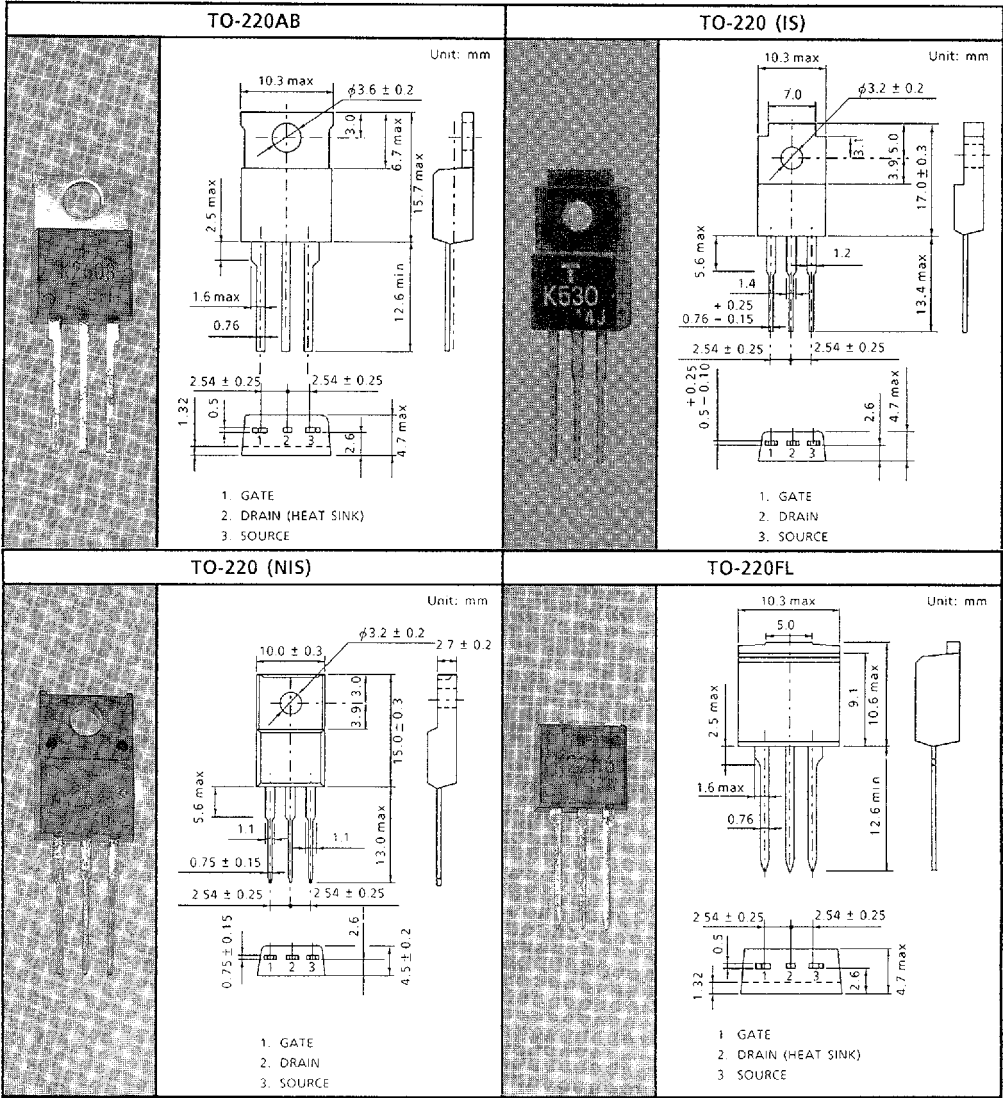 TO-220AB
Unit: mm
10.3 max
ϕ3.6 ± 0.2
3.0
6.7 max
15.7 max
2.5 max
1.6 max
0.76
12.6 min
2.54 ± 0.25
2.54 ± 0.25
1.32
0.5
1
2
3
2.6
4.7 max
1. GATE
2. DRAIN (HEAT SINK)
3. SOURCE
TO-220 (IS)
K530
4J
Unit: mm
10.3 max
7.0
ϕ3.2 ± 0.2
3.1
3.9
5.0
17.0 ± 0.3
5.6 max
1.2
1.4
13.4 max
+ 0.25
0.76 - 0.15
2.54 ± 0.25
2.54 ± 0.25
+ 0.25
0.5 - 0.10
1
2
3
2.6
4.7 max
1. GATE
2. DRAIN
3. SOURCE
TO-220 (NIS)
Unit: mm
ϕ3.2 ± 0.2
10.0 ± 0.3
2.7 ± 0.2
3.0
3.9
15.0 ± 0.3
5.6 max
1.1
1.1
13.0 max
0.75 ± 0.15
2.54 ± 0.25
2.54 ± 0.25
0.75 ± 0.15
1
2
3
2.6
4.5 ± 0.2
1. GATE
2. DRAIN
3. SOURCE
TO-220FL
Unit: mm
10.3 max
5.0
9.1
10.6 max
2.5 max
1.6 max
0.76
12.6 min
2.54 ± 0.25
2.54 ± 0.25
0.5
1.32
1
2
3
2.6
4.7 max
1 GATE
2. DRAIN (HEAT SINK)
3 SOURCE